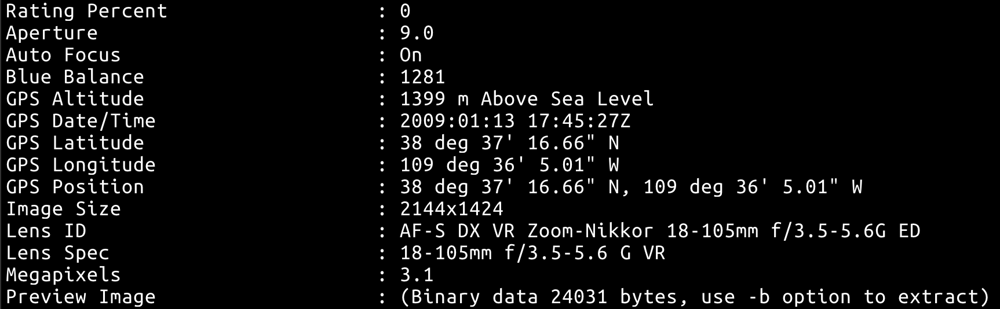 Rating Percent : 0
Aperture : 9.0
Auto Focus : On
Blue Balance : 1281
GPS Altitude : 1399 m Above Sea Level
GPS Date/Time : 2009:01:13 17:45:27Z
GPS Latitude : 38 deg 37' 16.66" N
GPS Longitude : 109 deg 36' 5.01" W
GPS Position : 38 deg 37' 16.66" N, 109 deg 36' 5.01" W
Image Size : 2144x1424
Lens ID : AF-S DX VR Zoom-Nikkor 18-105mm f/3.5-5.6G ED
Lens Spec : 18-105mm f/3.5-5.6 G VR
Megapixels : 3.1
Preview Image : (Binary data 24031 bytes, use -b option to extract)